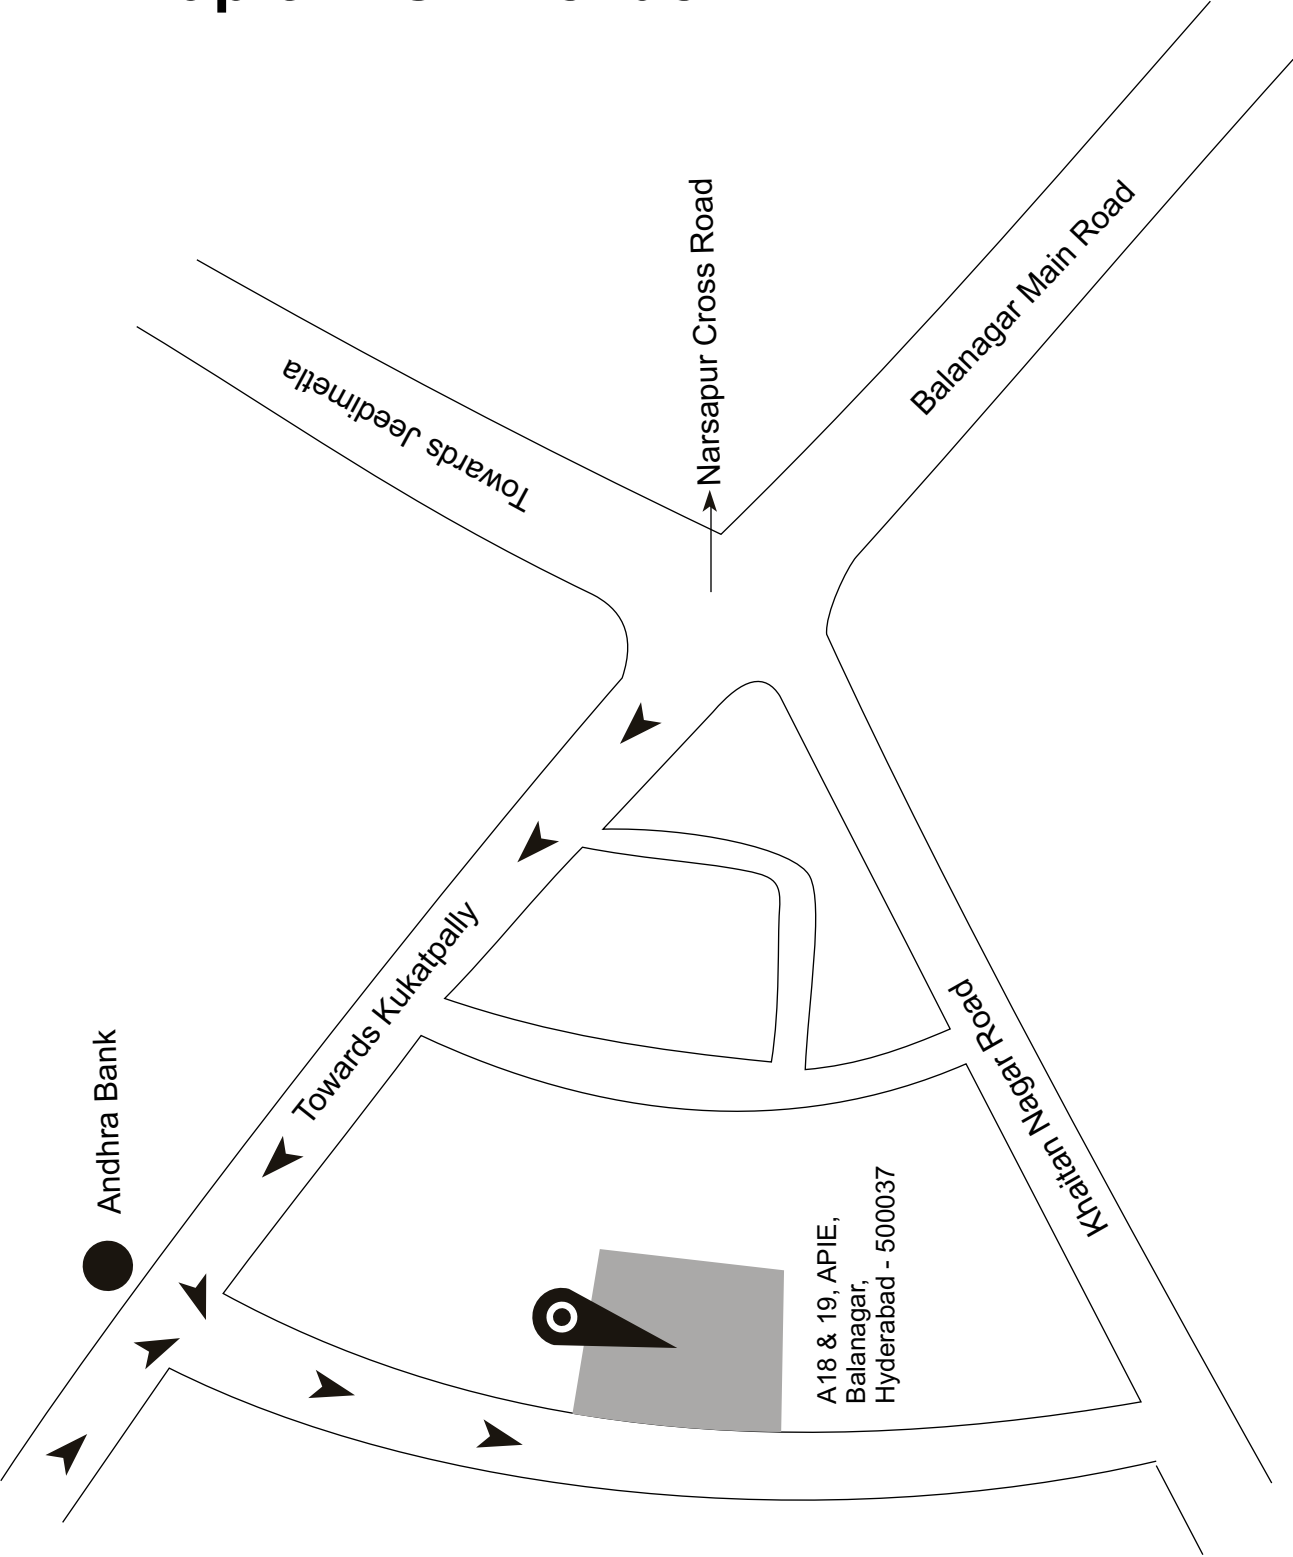 Narsapur Cross Road
Balanagar Main Road
Towards Jeedimetla
Towards Kukatpally
Khaitan Nagar Road
Andhra Bank
A18 & 19, APIE,
Balanagar,
Hyderabad - 500037